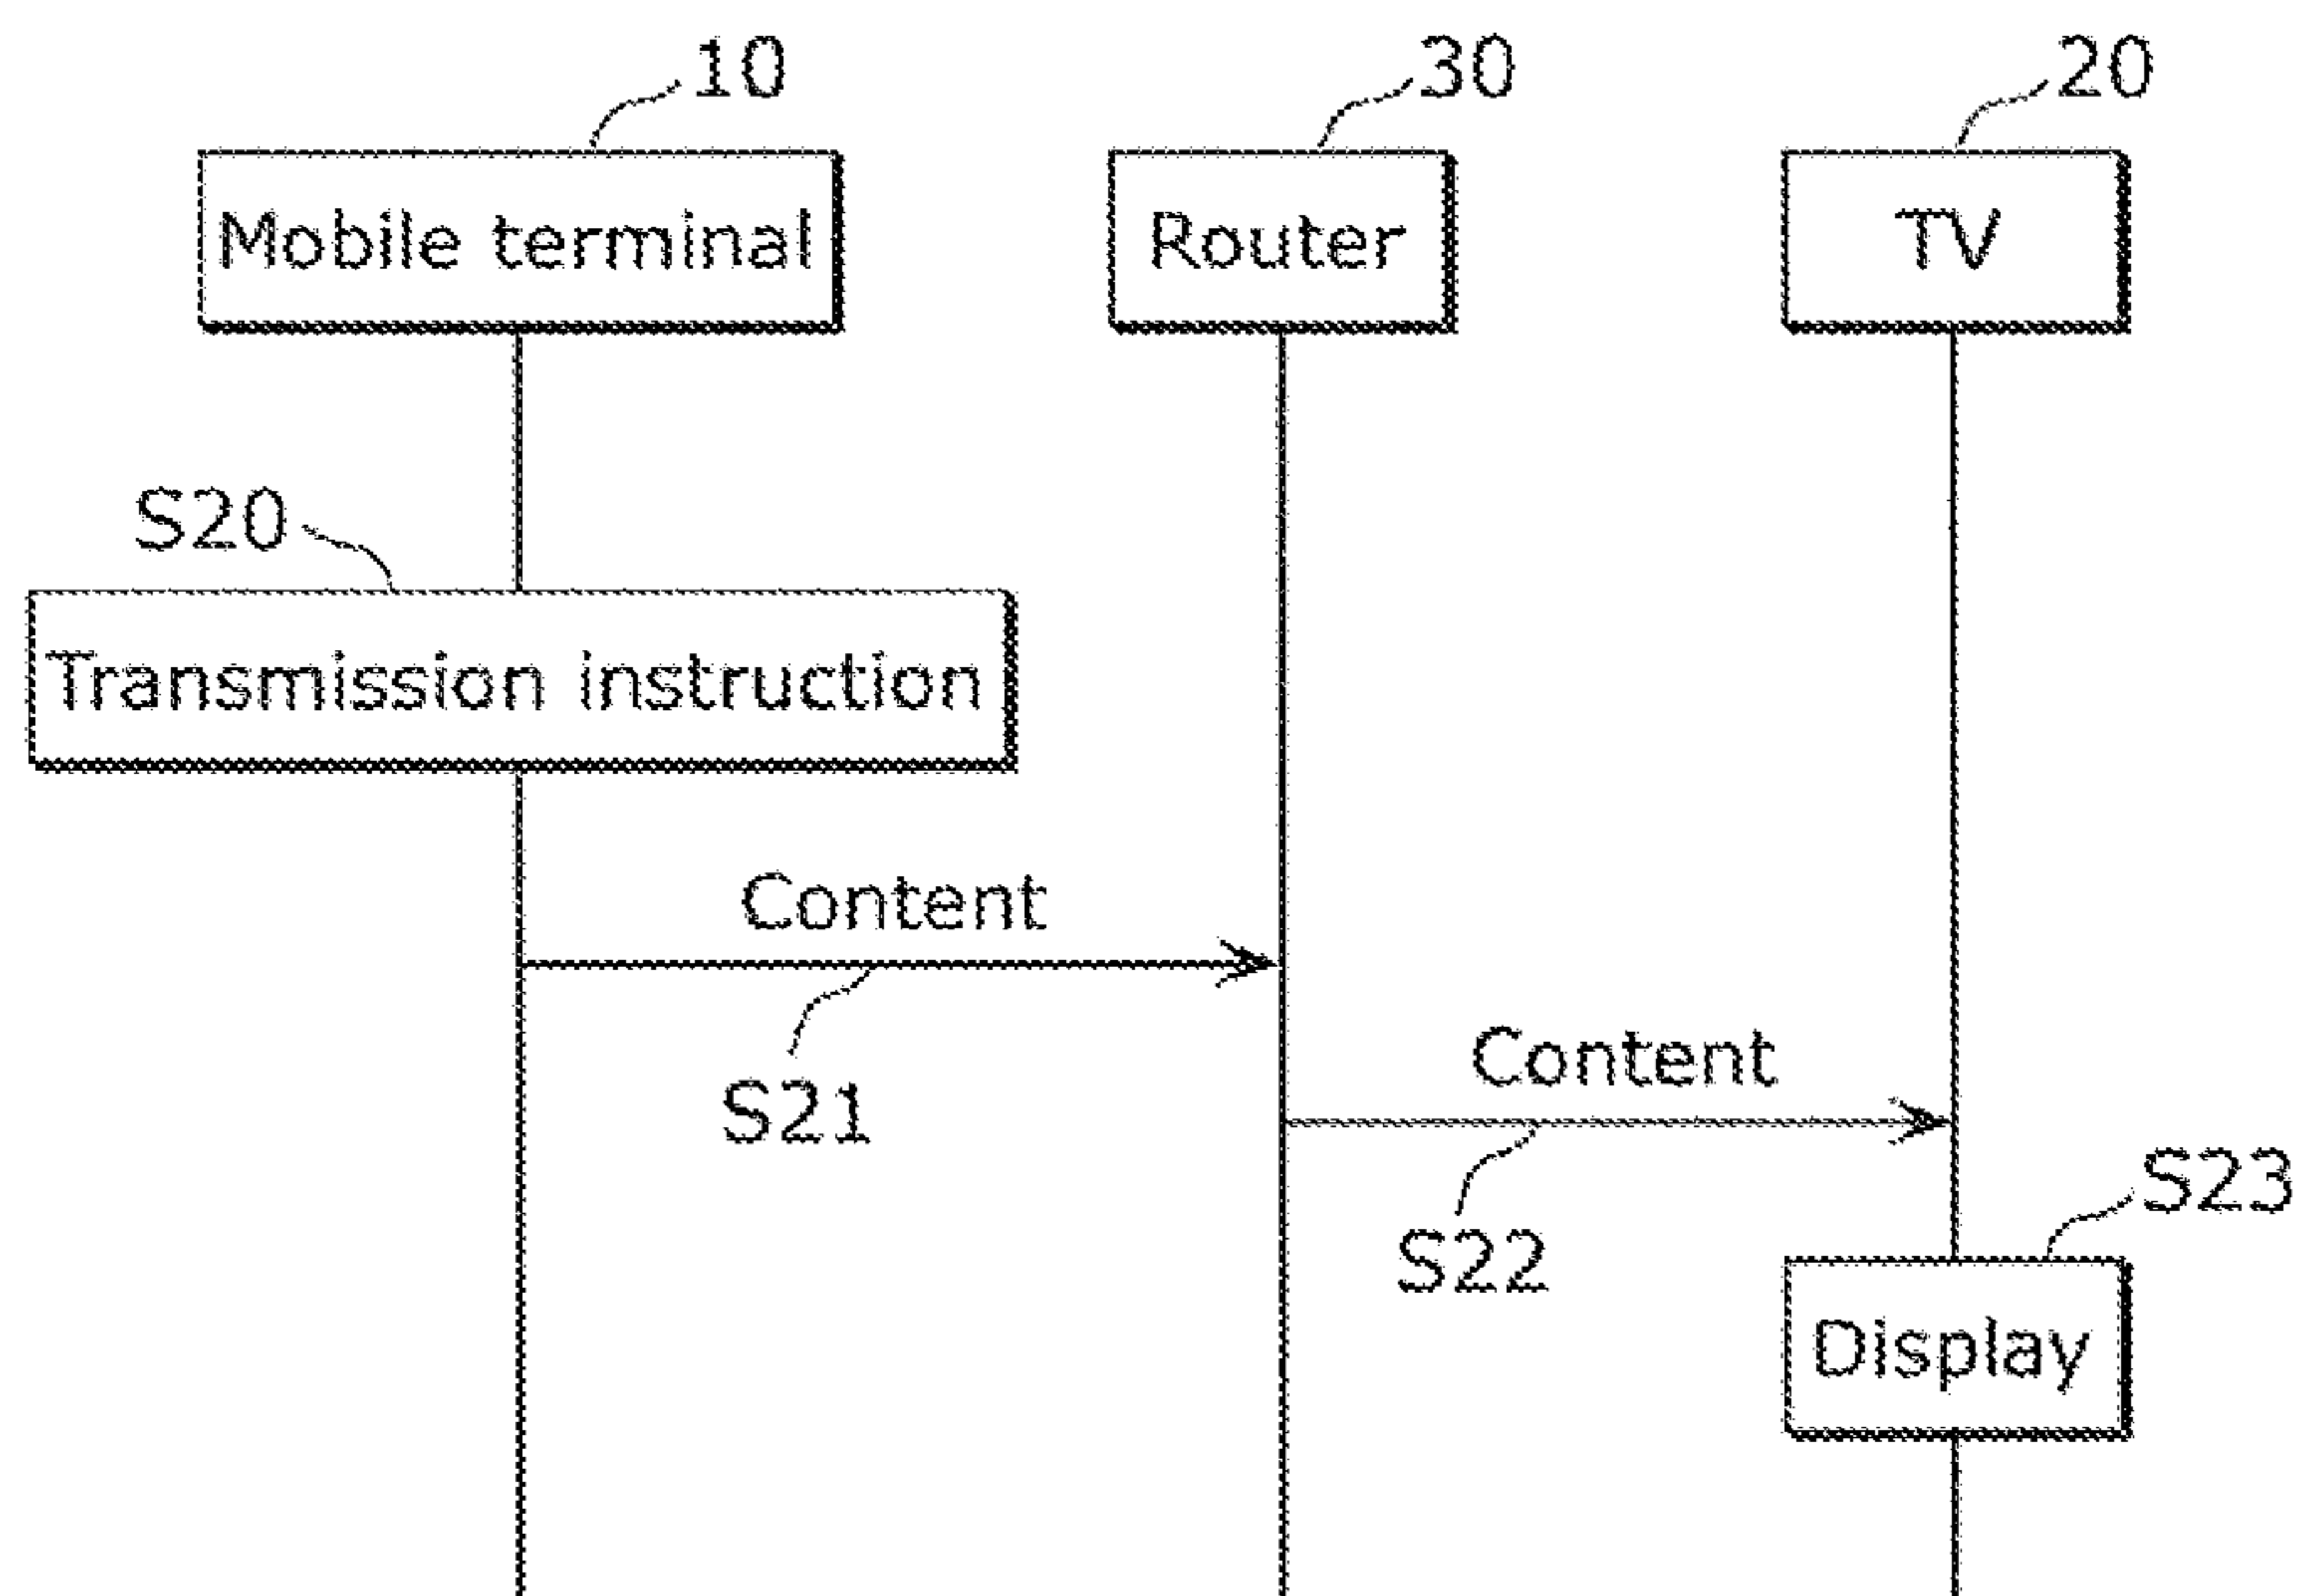 10
30
20
Mobile terminal
Router
TV
S20
Transmission instruction
Content
S21
Content
S22
S23
Display